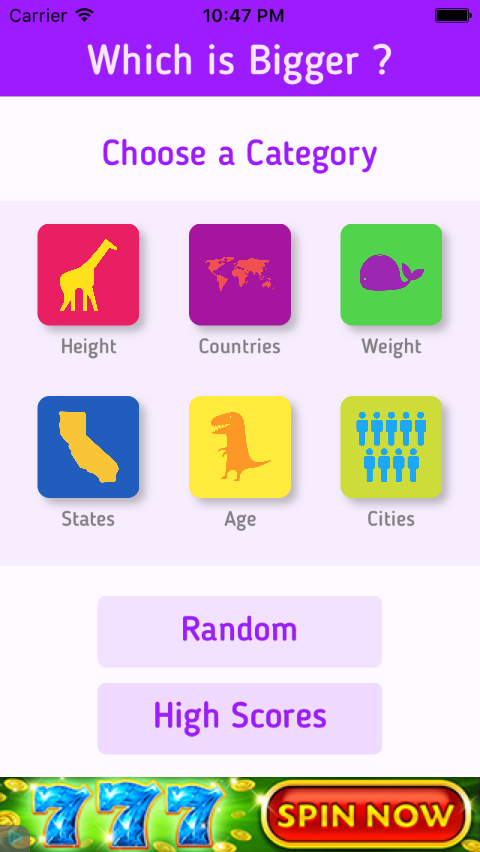 Carrier 10:47 PM
Which is Bigger ?
Choose a Category
Height Countries Weight
States Age Cities
Random
High Scores
777 SPIN NOW